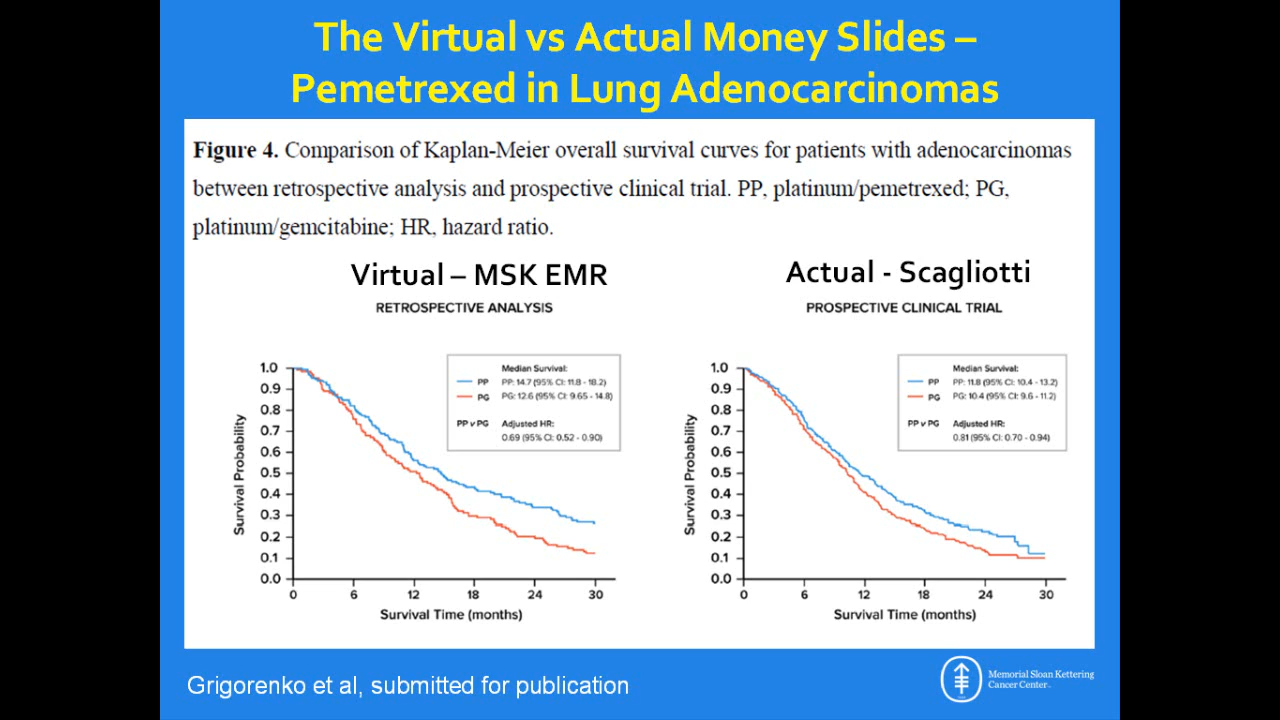 The Virtual vs Actual Money Slides –
Pemetrexed in Lung Adenocarcinomas
Figure 4. Comparison of Kaplan-Meier overall survival curves for patients with adenocarcinomas
between retrospective analysis and prospective clinical trial. PP, platinum/pemetrexed; PG,
platinum/gemcitabine; HR, hazard ratio.
Virtual – MSK EMR
RETROSPECTIVE ANALYSIS
Survival Probability
1.0
0.9
0.8
0.7
0.6
0.5
0.4
0.3
0.2
0.1
0.0
Median Survival:
PP PP: 14.7 (95% CI: 11.8 - 18.2)
PG PG: 12.6 (95% CI: 9.65 - 14.8)
PP v PG Adjusted HR:
0.69 (95% CI: 0.52 - 0.90)
0 6 12 18 24 30
Survival Time (months)
Actual - Scagliotti
PROSPECTIVE CLINICAL TRIAL
Survival Probability
1.0
0.9
0.8
0.7
0.6
0.5
0.4
0.3
0.2
0.1
0.0
Median Survival:
PP PP: 11.8 (95% CI: 10.4 - 13.2)
PG PG: 10.4 (95% CI: 9.6 - 11.2)
PP v PG Adjusted HR:
0.81 (95% CI: 0.70 - 0.94)
0 6 12 18 24 30
Survival Time (months)
Grigorenko et al, submitted for publication
Memorial Sloan Kettering
Cancer Center